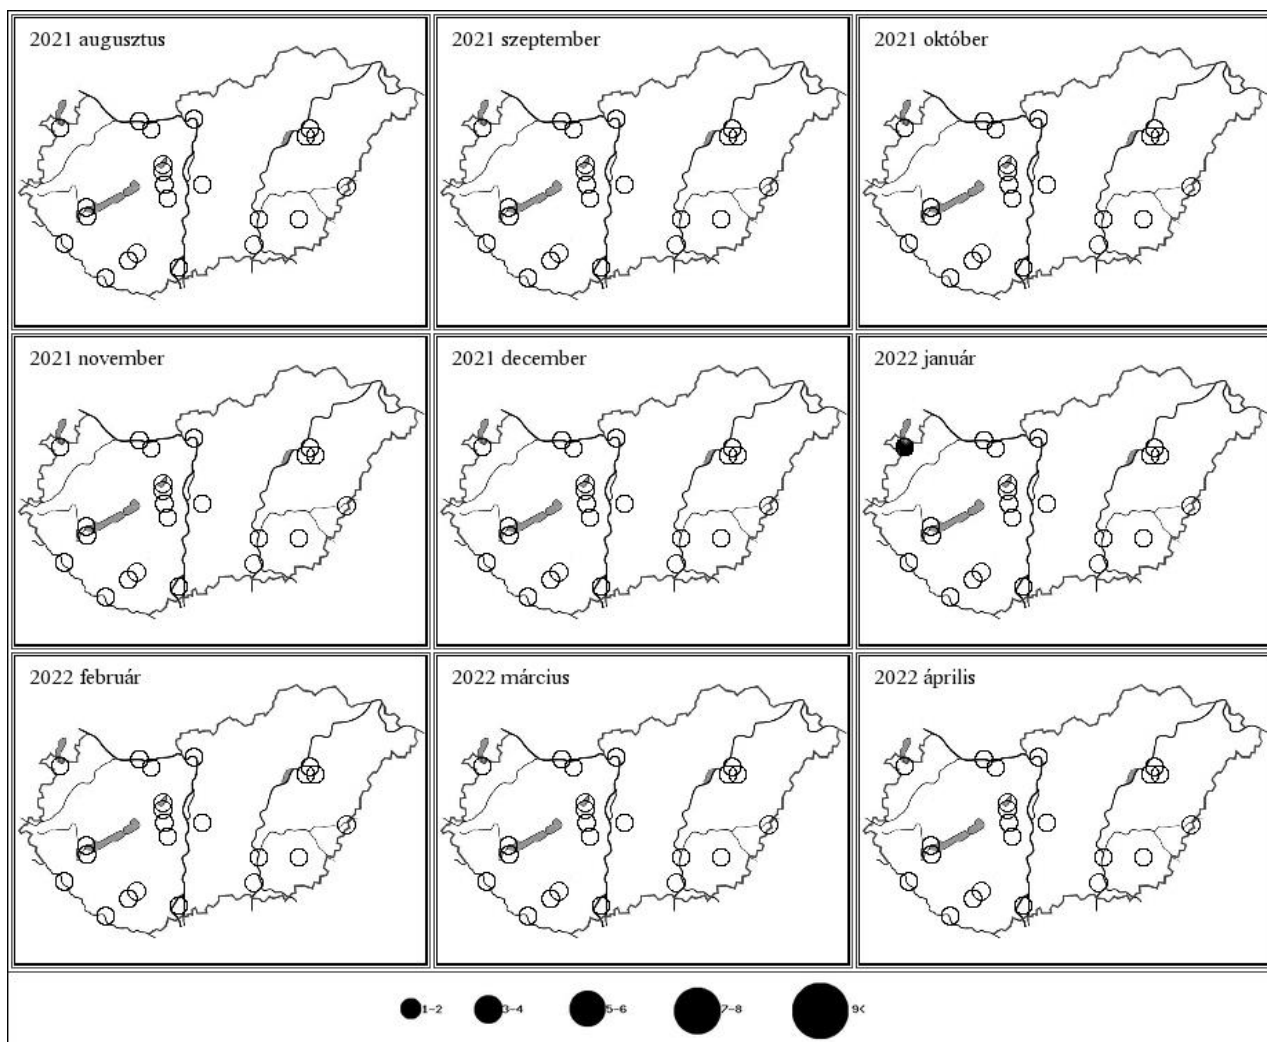 2021 augusztus
2021 szeptember
2021 október
2021 november
2021 december
2022 január
2022 február
2022 március
2022 április
1-2 3-4 5-6 7-8 9<